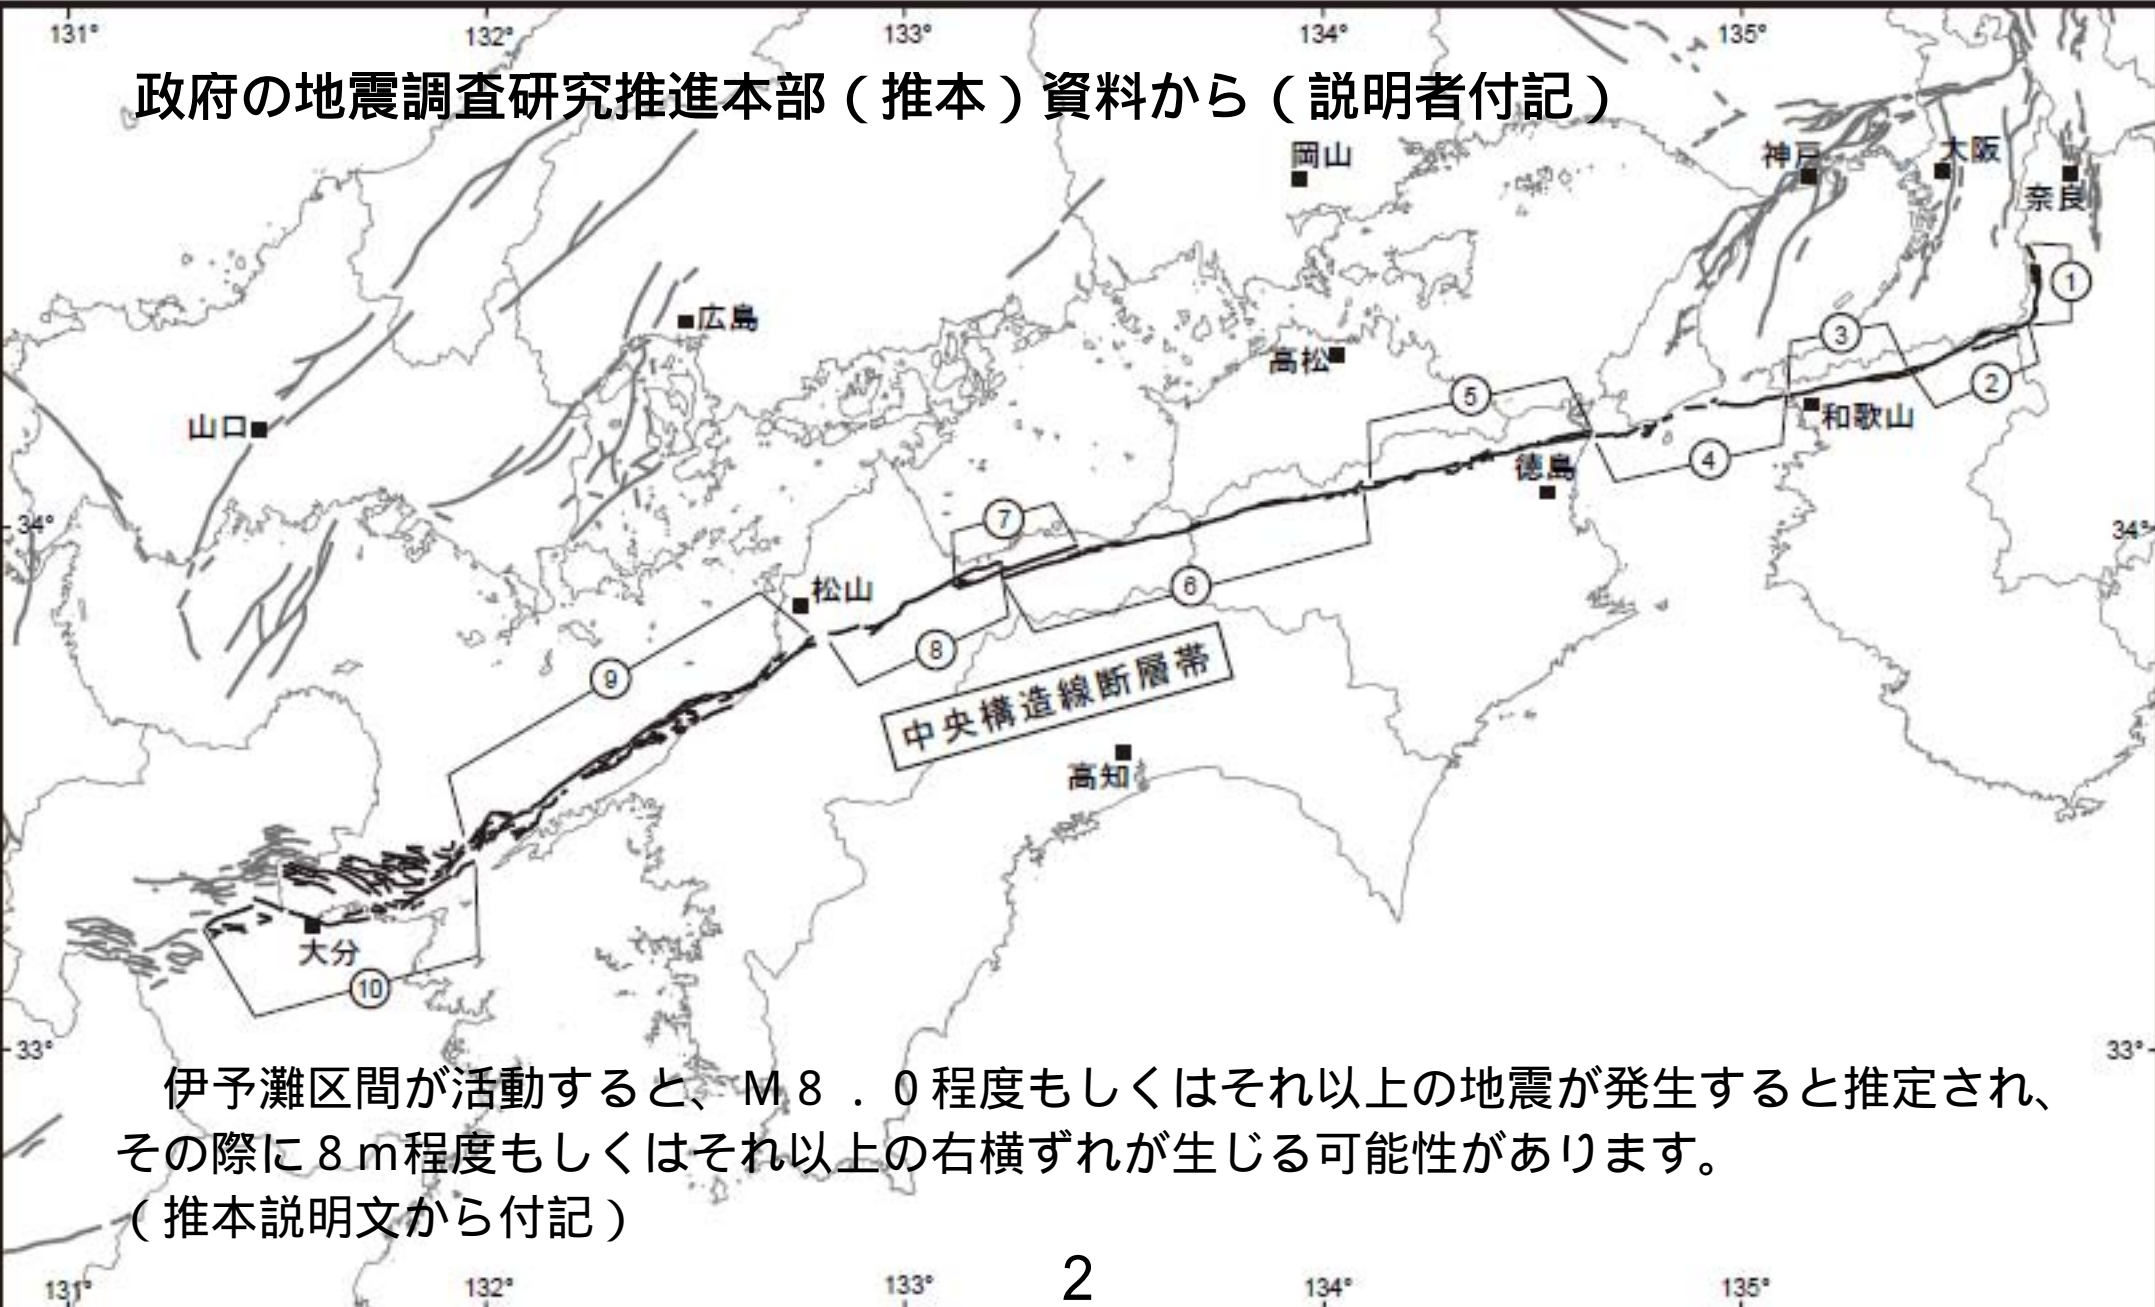 131°
132°
133°
134°
135°
政府の地震調査研究推進本部（推本）資料から（説明者付記）
岡山
神戸
大阪
奈良
①
広島
③
高松
②
⑤
和歌山
山口
④
徳島
⑦
34°
34°
松山
⑥
⑧
⑨
中央構造線断層帯
高知
大分
⑩
33°
33°
伊予灘区間が活動すると、Ｍ８．０程度もしくはそれ以上の地震が発生すると推定され、
その際に８ｍ程度もしくはそれ以上の右横ずれが生じる可能性があります。
（推本説明文から付記）
2
131°
132°
133°
134°
135°